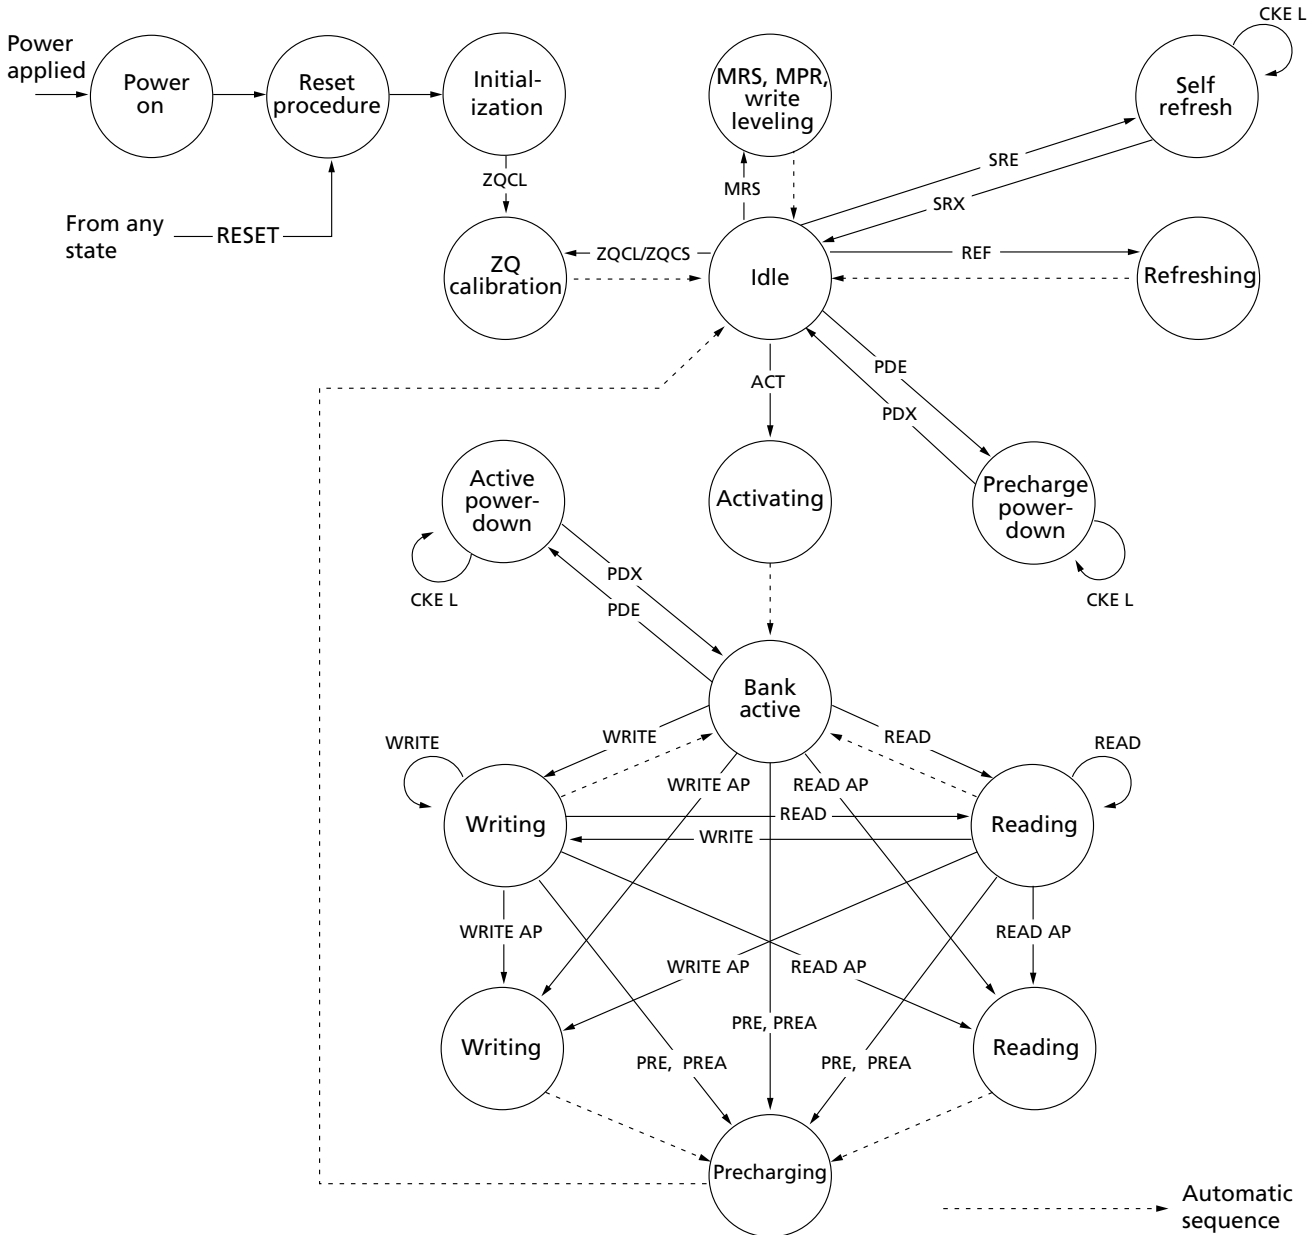 CKE L
Power
applied
Power
on
Reset
procedure
Initial-
ization
MRS, MPR,
write
leveling
Self
refresh
SRE
ZQCL
MRS
SRX
From any
state
RESET
ZQCL/ZQCS
REF
ZQ
calibration
Idle
Refreshing
PDE
ACT
PDX
Active
power-
down
Activating
Precharge
power-
down
PDX
CKE L
PDE
CKE L
Bank
active
WRITE
WRITE
READ
READ
WRITE AP
READ AP
Writing
READ
Reading
WRITE
WRITE AP
READ AP
WRITE AP
READ AP
PRE, PREA
Writing
Reading
PRE, PREA
PRE, PREA
Precharging
Automatic
sequence